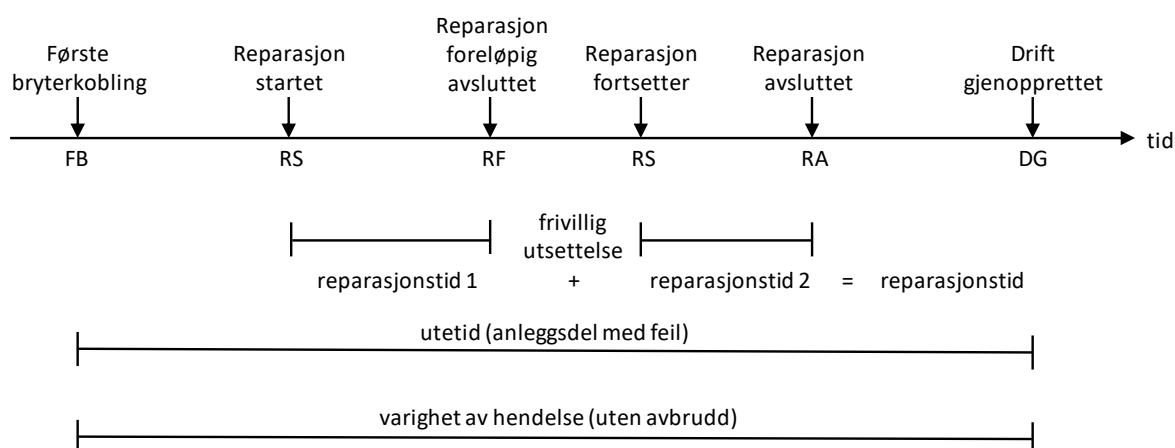 Første
bryterkobling
Reparasjon
startet
Reparasjon
foreløpig
avsluttet
Reparasjon
fortsetter
Reparasjon
avsluttet
Drift
gjenopprettet
tid
FB
RS
RF
RS
RA
DG
frivillig
utsettelse
reparasjonstid 1 + reparasjonstid 2 = reparasjonstid
utetid (anleggsdel med feil)
varighet av hendelse (uten avbrudd)